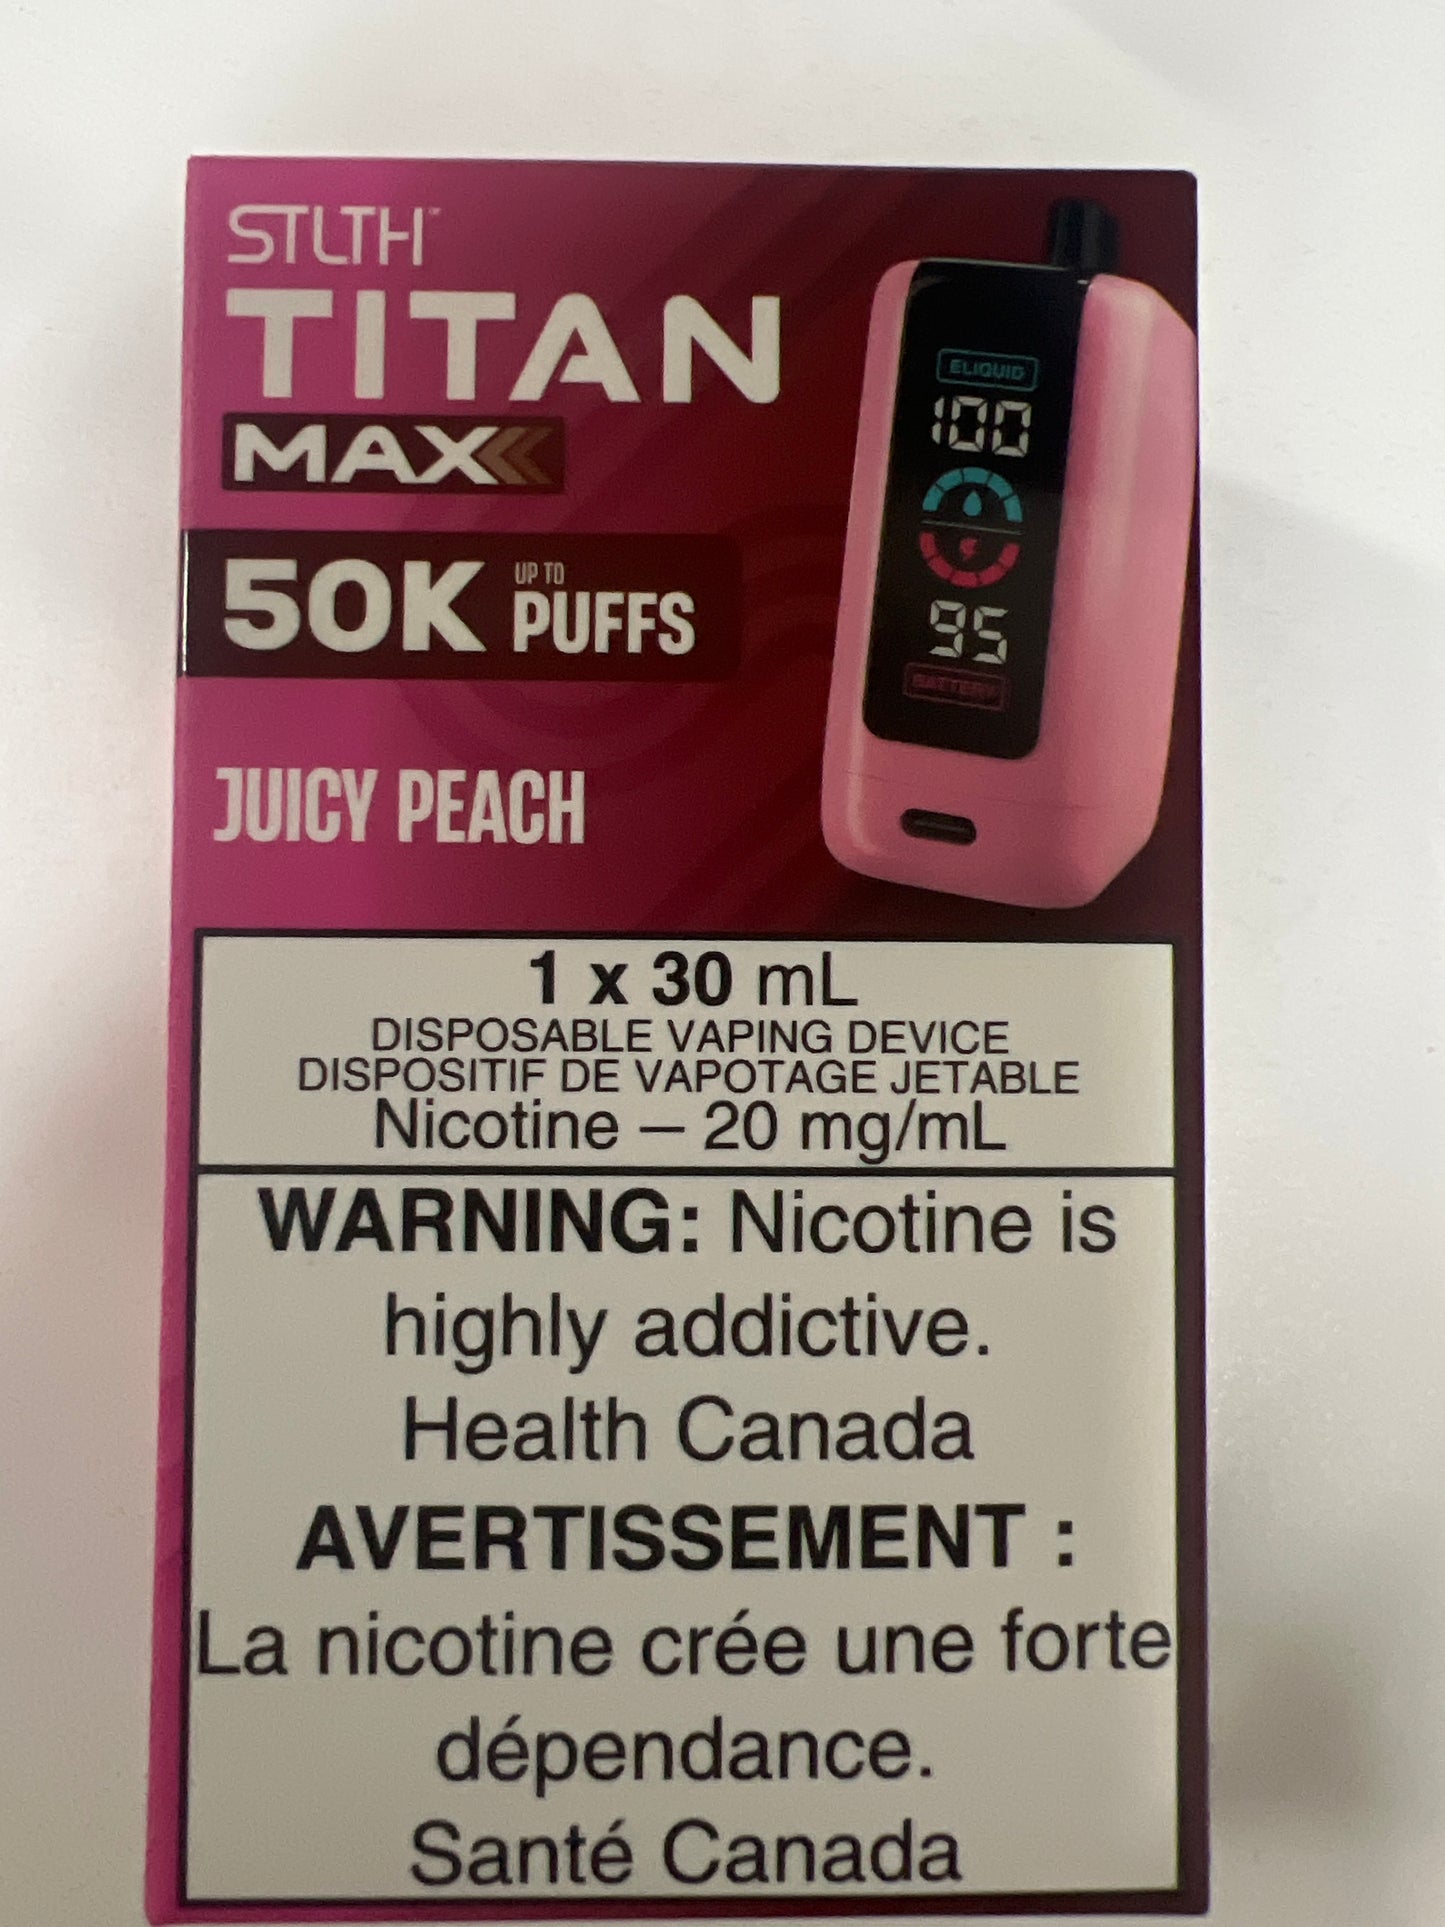 STLTH™
TITAN
MAX
50K UP TO PUFFS
JUICY PEACH
ELIQUID
100
95
BATTERY
1 x 30 mL
DISPOSABLE VAPING DEVICE
DISPOSITIF DE VAPOTAGE JETABLE
Nicotine – 20 mg/mL
WARNING: Nicotine is
highly addictive.
Health Canada
AVERTISSEMENT :
La nicotine crée une forte
dépendance.
Santé Canada